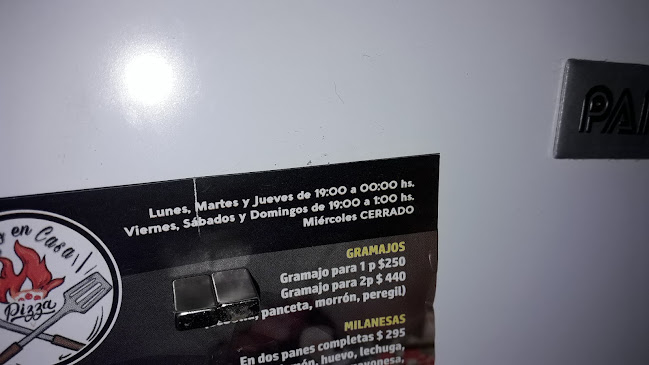 Lunes, Martes y Jueves de 19:00 a 00:00 hs.
Viernes, Sábados y Domingos de 19:00 a 1:00 hs.
Miércoles CERRADO
en Casa
Pizza
GRAMAJOS
Gramajo para 1 p $250
Gramajo para 2p $ 440
panceta, morrón, peregil)
MILANESAS
En dos panes completas $ 295
huevo, lechuga,